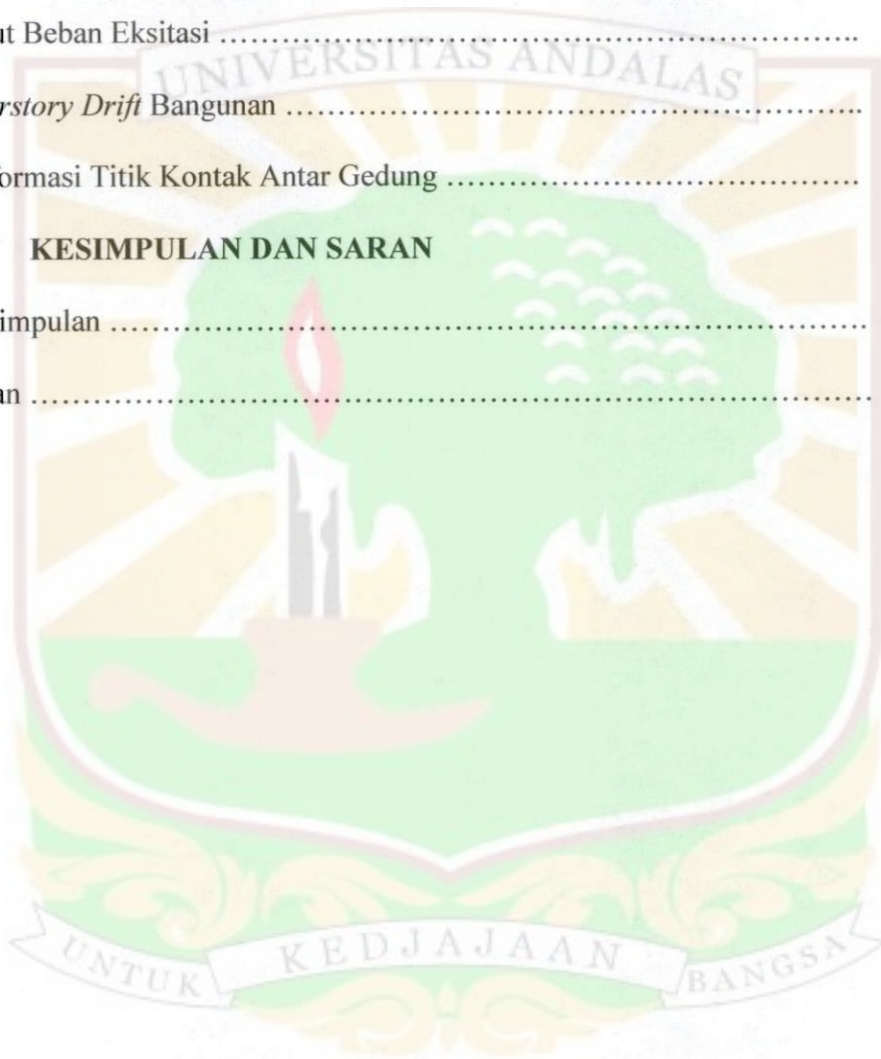 ut Beban Eksitasi ……………………………………………………………….
UNIVERSITAS ANDALAS
rstory Drift Bangunan …………………………………………………………..
ormasi Titik Kontak Antar Gedung ……………………………………….
KESIMPULAN DAN SARAN
impulan …………………………………………………………………………
an …………………………………………………………………………………
UNTUK KEDJAJAAN BANGSA